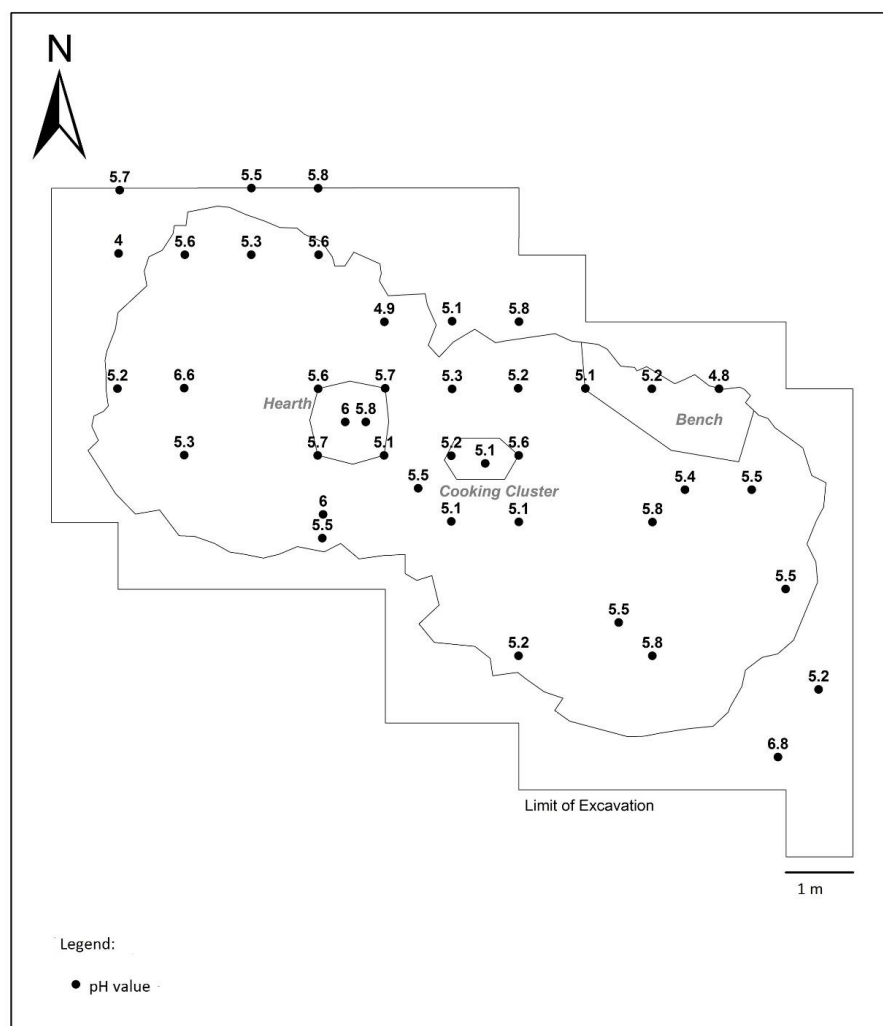 N
5.7 5.5 5.8
4 5.6 5.3 5.6
4.9 5.1 5.8
5.2 6.6 5.6 5.7 5.3 5.2 5.1 5.2 4.8
Hearth 6 5.8 Bench
5.3 5.7 5.1 5.2 5.1 5.6
5.5 Cooking Cluster 5.4 5.5
6 5.1 5.1 5.8
5.5
5.5
5.5
5.2 5.8
5.2
6.8
Limit of Excavation
1 m
Legend:
pH value